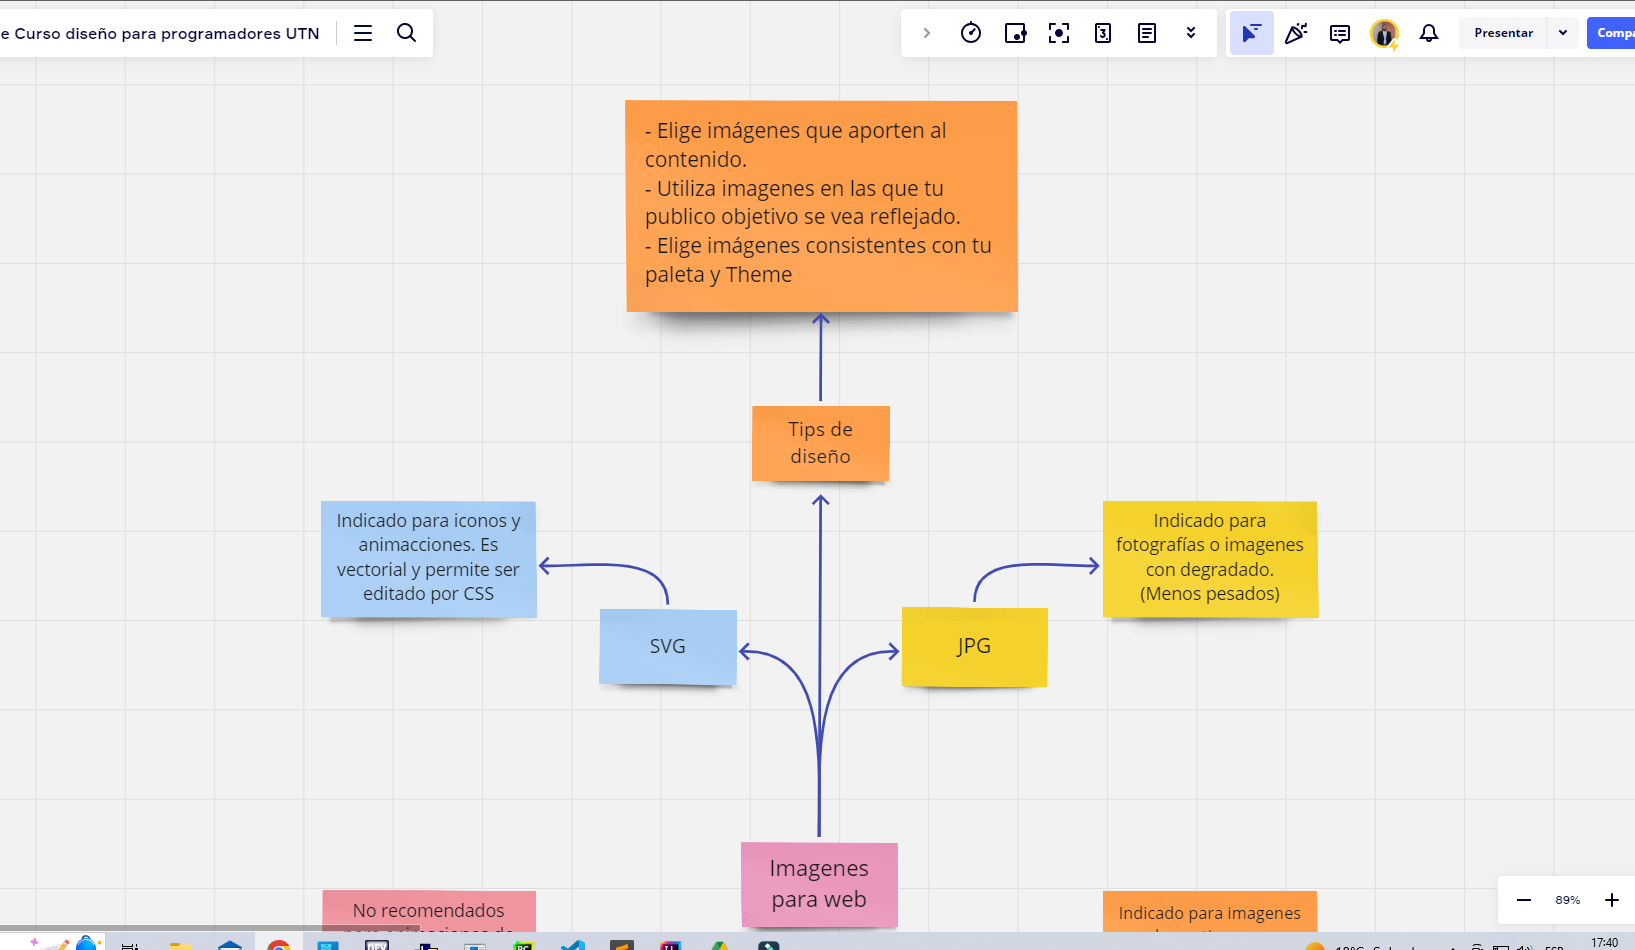 e Curso diseño para programadores UTN
Presentar
- Elige imágenes que aporten al
contenido.
- Utiliza imagenes en las que tu
publico objetivo se vea reflejado.
- Elige imágenes consistentes con tu
paleta y Theme
Tips de
diseño
Indicado para iconos y
animacciones. Es
vectorial y permite ser
editado por CSS
Indicado para
fotografías o imagenes
con degradado.
(Menos pesados)
SVG
JPG
Imagenes
para web
No recomendados
Indicado para imagenes
89%
17:40